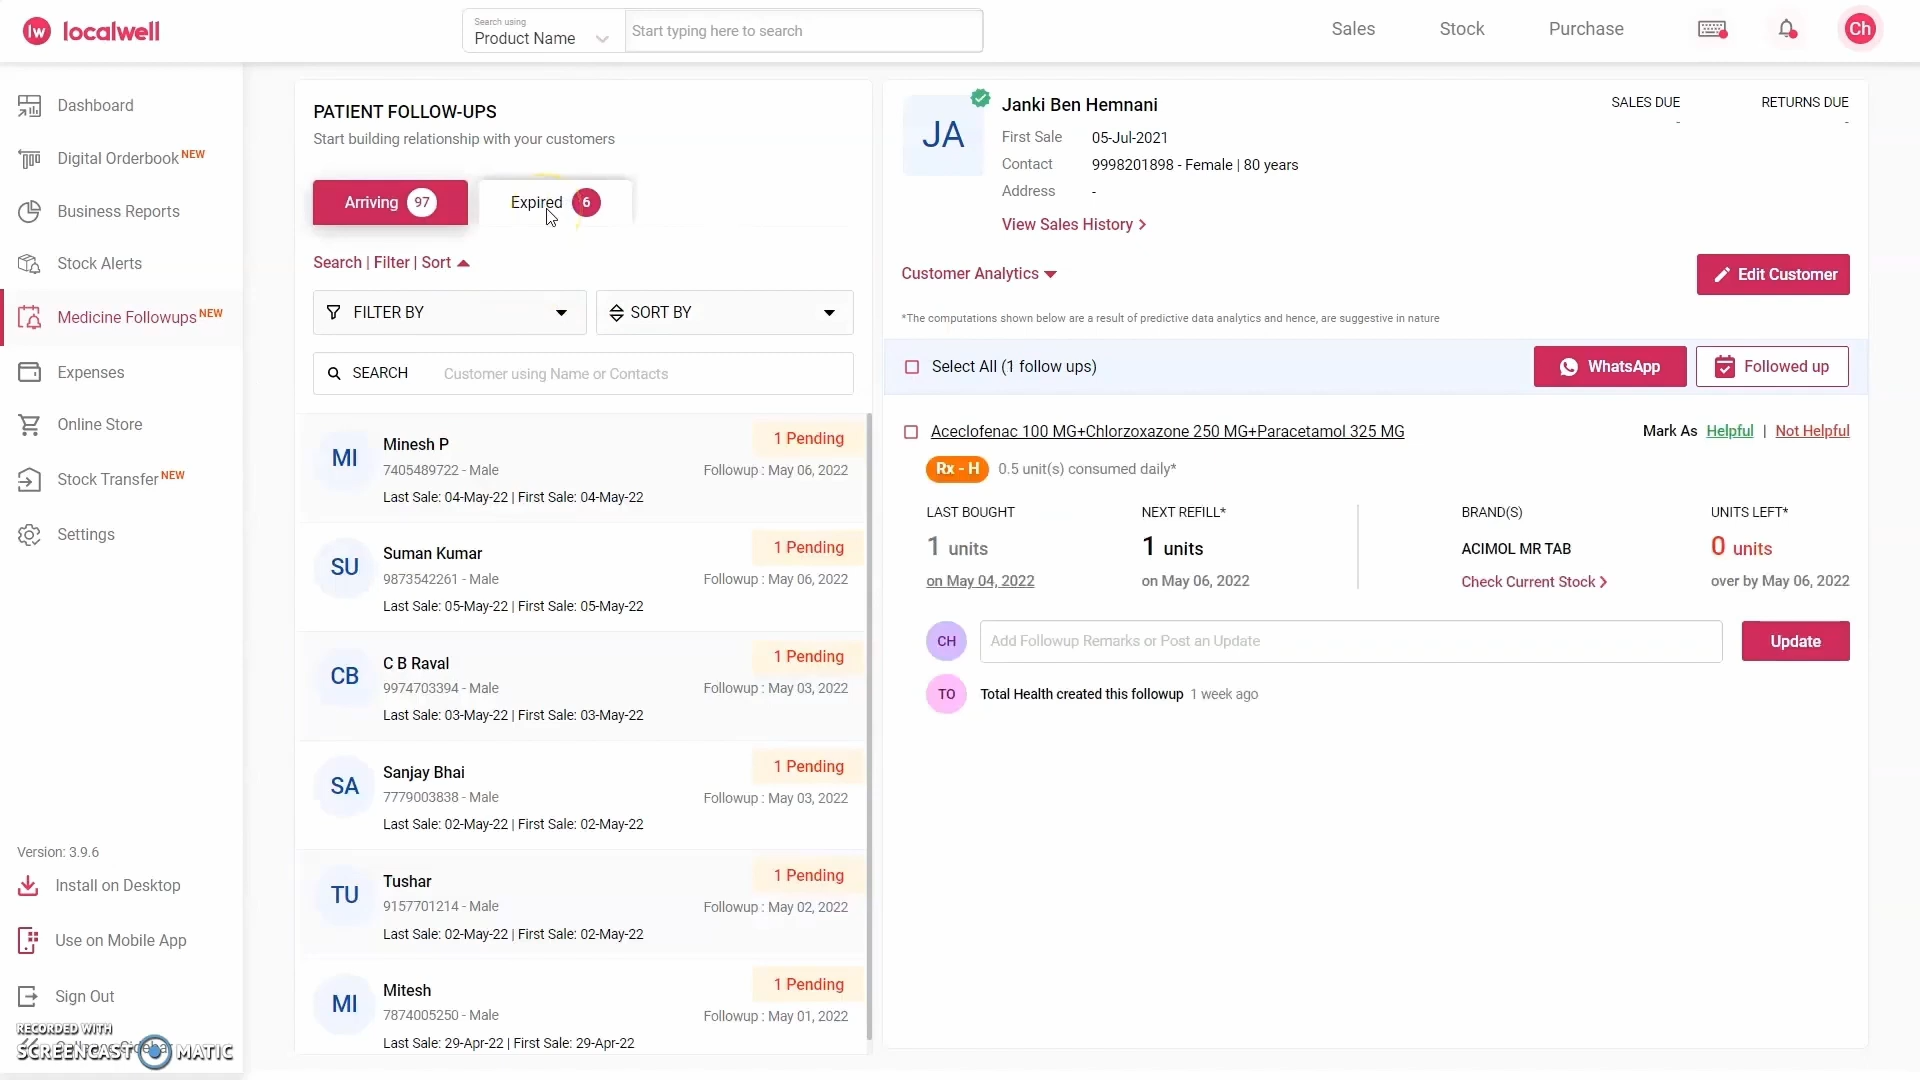 lw localwell
Search using
Product Name
Start typing here to search
Sales
Stock
Purchase
Ch
Dashboard
Digital Orderbook NEW
Business Reports
Stock Alerts
Medicine Followups NEW
Expenses
Online Store
Stock Transfer NEW
Settings
Version: 3.9.6
Install on Desktop
Use on Mobile App
Sign Out
RECORDED WITH
SCREENCAST MATIC
PATIENT FOLLOW-UPS
Start building relationship with your customers
Arriving 97
Expired 6
Search | Filter | Sort
FILTER BY
SORT BY
SEARCH Customer using Name or Contacts
MI
Minesh P
1 Pending
7405489722 - Male
Followup : May 06, 2022
Last Sale: 04-May-22 | First Sale: 04-May-22
SU
Suman Kumar
1 Pending
9873542261 - Male
Followup : May 06, 2022
Last Sale: 05-May-22 | First Sale: 05-May-22
CB
C B Raval
1 Pending
9974703394 - Male
Followup : May 03, 2022
Last Sale: 03-May-22 | First Sale: 03-May-22
SA
Sanjay Bhai
1 Pending
7779003838 - Male
Followup : May 03, 2022
Last Sale: 02-May-22 | First Sale: 02-May-22
TU
Tushar
1 Pending
9157701214 - Male
Followup : May 02, 2022
Last Sale: 02-May-22 | First Sale: 02-May-22
MI
Mitesh
1 Pending
7874005250 - Male
Followup : May 01, 2022
Last Sale: 29-Apr-22 | First Sale: 29-Apr-22
JA
Janki Ben Hemnani
First Sale 05-Jul-2021
Contact 9998201898 - Female | 80 years
Address -
View Sales History >
SALES DUE
-
RETURNS DUE
-
Customer Analytics
Edit Customer
*The computations shown below are a result of predictive data analytics and hence, are suggestive in nature
Select All (1 follow ups)
WhatsApp
Followed up
Aceclofenac 100 MG+Chlorzoxazone 250 MG+Paracetamol 325 MG
Mark As Helpful | Not Helpful
Rx - H 0.5 unit(s) consumed daily*
LAST BOUGHT
1 units
on May 04, 2022
NEXT REFILL*
1 units
on May 06, 2022
BRAND(S)
ACIMOL MR TAB
Check Current Stock >
UNITS LEFT*
0 units
over by May 06, 2022
CH
Add Followup Remarks or Post an Update
Update
TO
Total Health created this followup 1 week ago